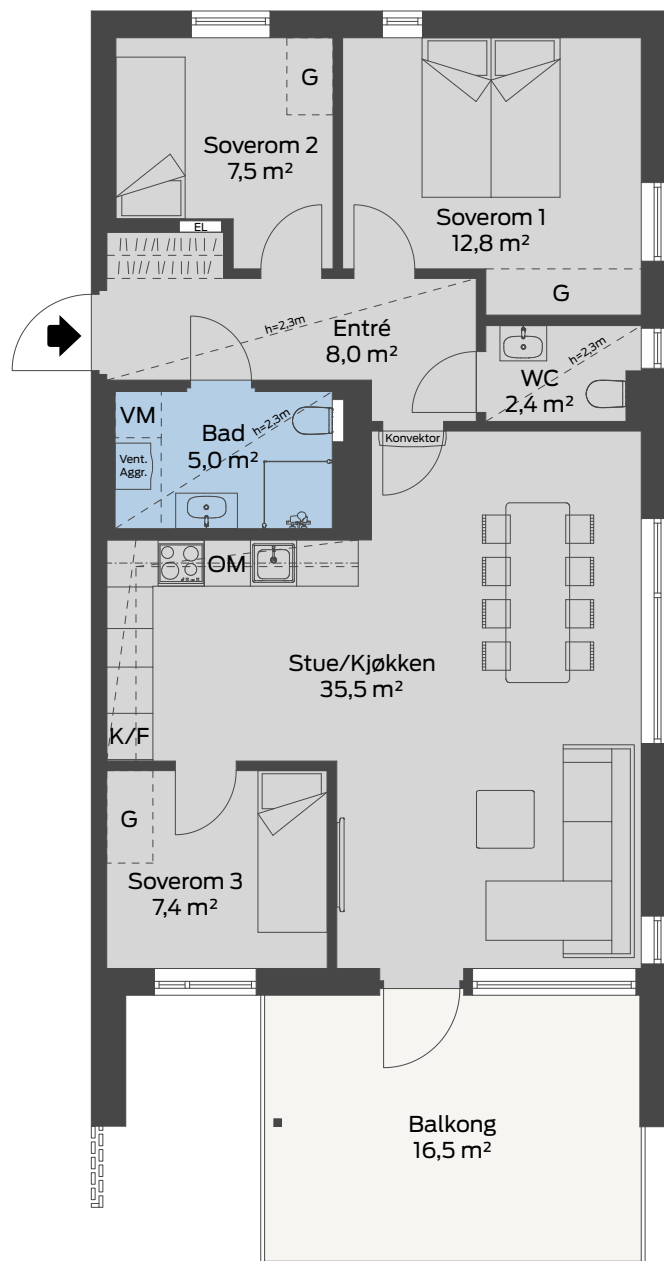 G
Soverom 2
7,5 m²
Soverom 1
12,8 m²
EL
G
h=2,3m
Entré
8,0 m²
h=2,3m
WC
2,4 m²
VM
h=2,3m
Bad
5,0 m²
Vent.
Aggr.
Konvektor
OM
Stue/Kjøkken
35,5 m²
K/F
G
Soverom 3
7,4 m²
Balkong
16,5 m²